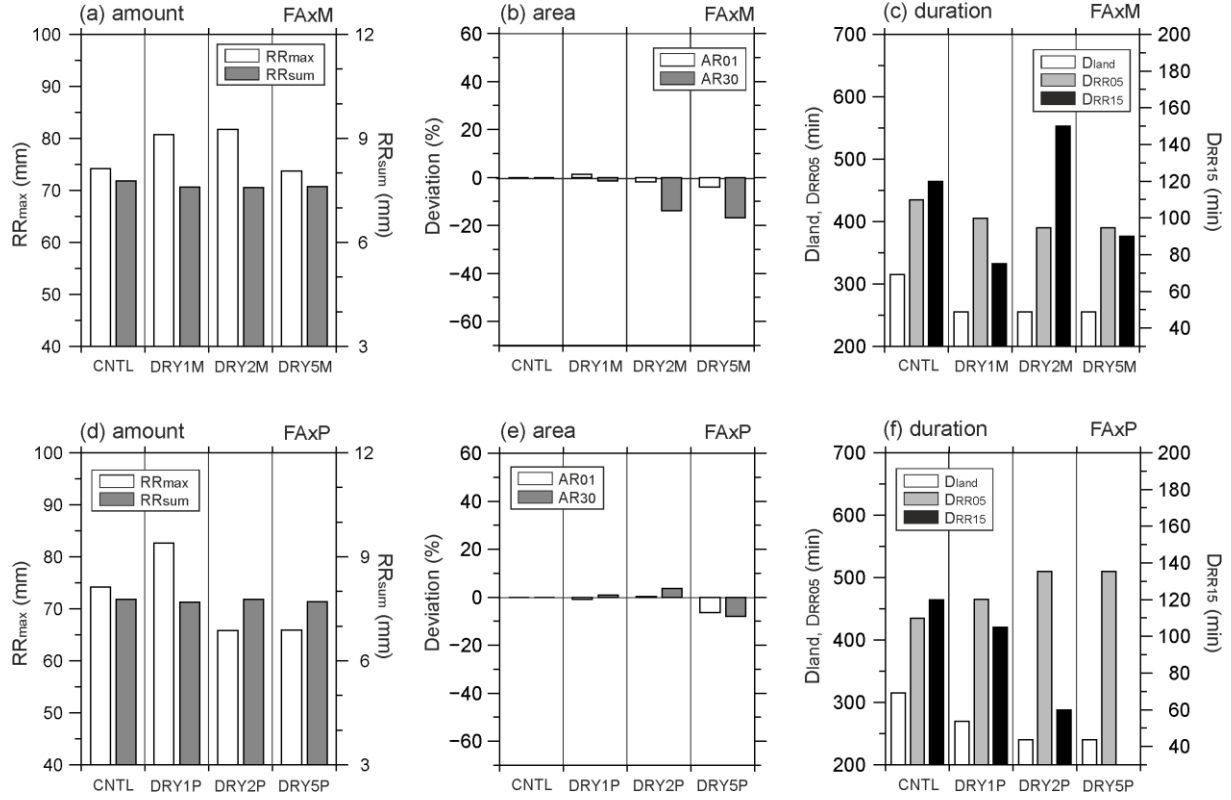 (a) amount FAxM
100
90
80
70
60
50
40
RRmax (mm)
12
9
6
3
RRsum (mm)
RRmax
RRsum
CNTL DRY1M DRY2M DRY5M
(b) area FAxM
60
40
20
0
−20
−40
−60
Deviation (%)
AR01
AR30
CNTL DRY1M DRY2M DRY5M
(c) duration FAxM
700
600
500
400
300
200
Dland, DRR05 (min)
200
180
160
140
120
100
80
60
40
DRR15
(min)
Dland
DRR05
DRR15
CNTL DRY1M DRY2M DRY5M
(d) amount FAxP
100
90
80
70
60
50
40
RRmax (mm)
12
9
6
3
RRsum (mm)
RRmax
RRsum
CNTL DRY1P DRY2P DRY5P
(e) area FAxP
60
40
20
0
−20
−40
−60
Deviation (%)
AR01
AR30
CNTL DRY1P DRY2P DRY5P
(f) duration FAxP
700
600
500
400
300
200
Dland, DRR05 (min)
200
180
160
140
120
100
80
60
40
DRR15
(min)
Dland
DRR05
DRR15
CNTL DRY1P DRY2P DRY5P